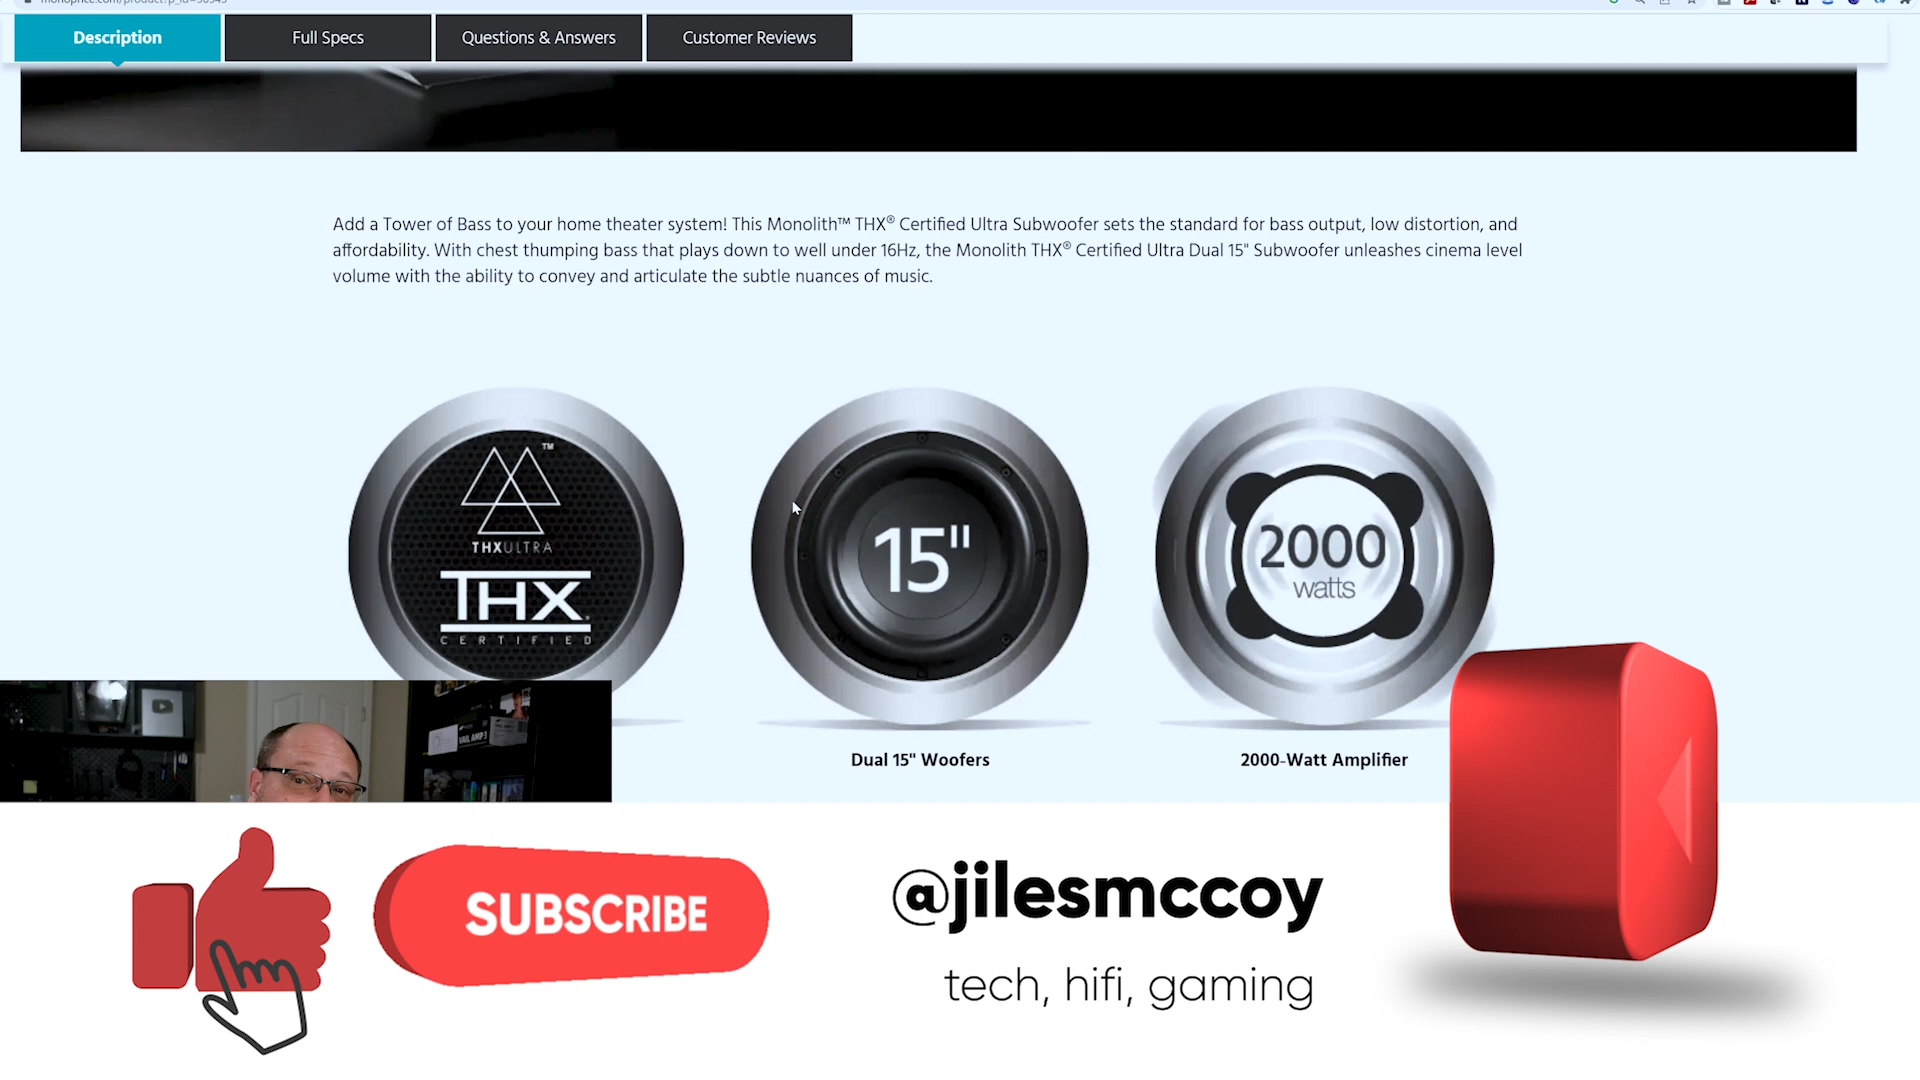 Description
Full Specs
Questions & Answers
Customer Reviews
Add a Tower of Bass to your home theater system! This Monolith™ THX® Certified Ultra Subwoofer sets the standard for bass output, low distortion, and
affordability. With chest thumping bass that plays down to well under 16Hz, the Monolith THX® Certified Ultra Dual 15" Subwoofer unleashes cinema level
volume with the ability to convey and articulate the subtle nuances of music.
TM
THXULTRA
THX
CERTIFIED
15"
2000
watts
VAIL AMP 3
Dual 15" Woofers
2000-Watt Amplifier
SUBSCRIBE
@jilesmccoy
tech, hifi, gaming